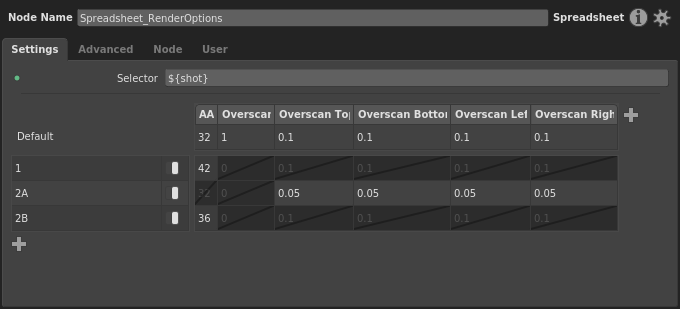 Node Name Spreadsheet_RenderOptions Spreadsheet
Settings Advanced Node User
Selector ${shot}
AA Overscan Overscan Top Overscan Bottom Overscan Lef Overscan Righ
Default 32 1 0.1 0.1 0.1 0.1
1 42 0 0.1 0.1 0.1 0.1
2A 32 0 0.05 0.05 0.05 0.05
2B 36 0 0.1 0.1 0.1 0.1